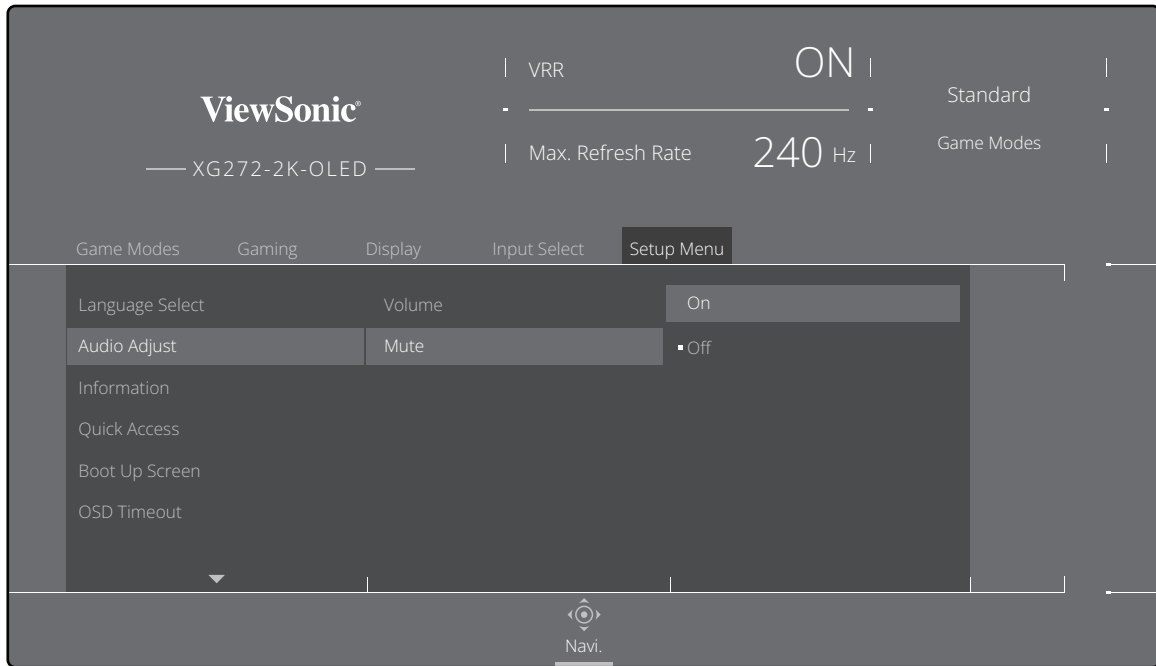 ViewSonic®
XG272-2K-OLED
VRR ON
Max. Refresh Rate 240 Hz
Standard
Game Modes
Game Modes Gaming Display Input Select Setup Menu
Language Select Volume On
Audio Adjust Mute Off
Information
Quick Access
Boot Up Screen
OSD Timeout
Navi.